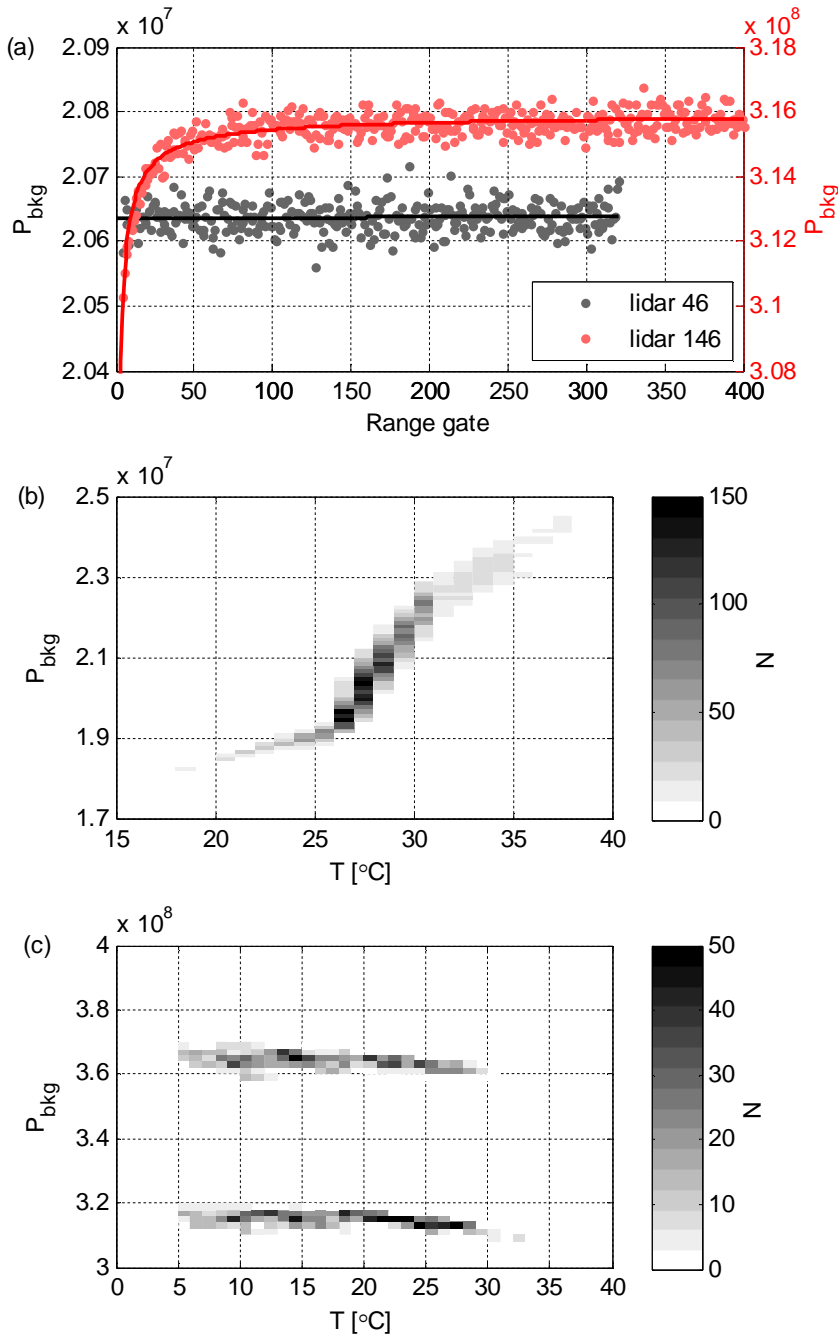 (a)
x 10^7
x 10^8
2.09
2.08
2.07
2.06
2.05
2.04
P_bkg
3.18
3.16
3.14
3.12
3.1
3.08
P_bkg
lidar 46
lidar 146
0 50 100 150 200 250 300 350 400
Range gate
(b)
x 10^7
2.5
2.3
2.1
1.9
1.7
P_bkg
15 20 25 30 35 40
T [°C]
150
100
50
0
N
(c)
x 10^8
4
3.8
3.6
3.4
3.2
3
P_bkg
0 5 10 15 20 25 30 35 40
T [°C]
50
40
30
20
10
0
N